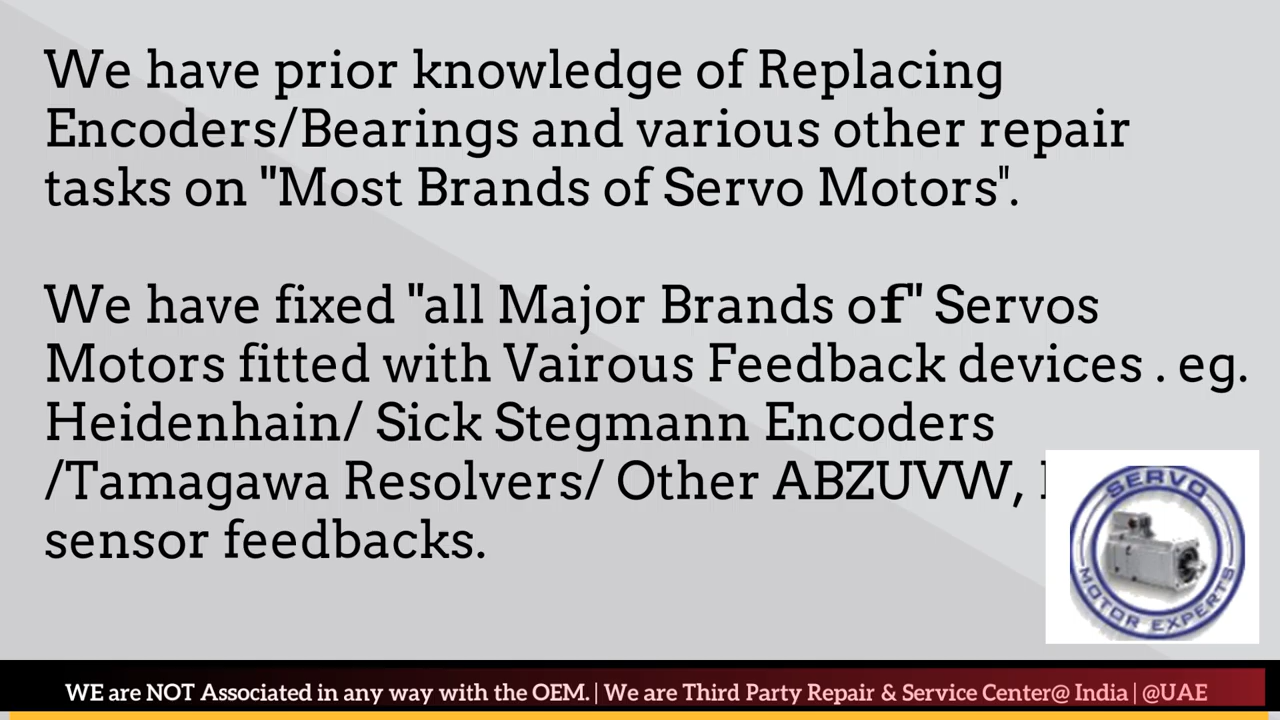 We have prior knowledge of Replacing
Encoders/Bearings and various other repair
tasks on "Most Brands of Servo Motors".
We have fixed "all Major Brands of" Servos
Motors fitted with Vairous Feedback devices . eg.
Heidenhain/ Sick Stegmann Encoders
/Tamagawa Resolvers/ Other ABZUVW,
sensor feedbacks.
SERVO
MOTOR EXPERTS
WE are NOT Associated in any way with the OEM. | We are Third Party Repair & Service Center@ India | @UAE